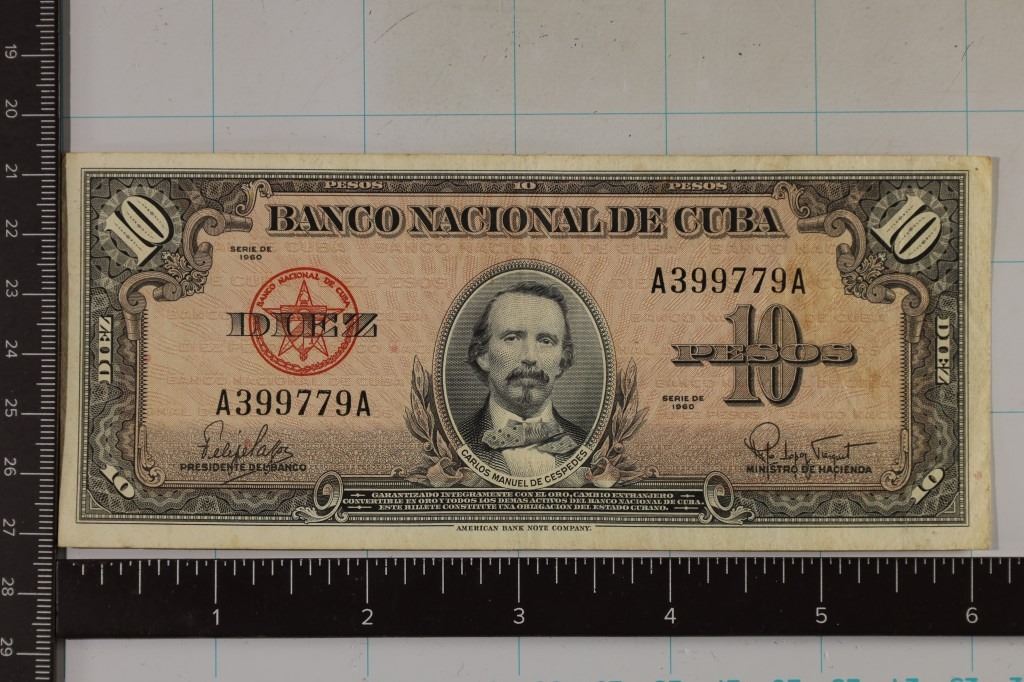 PESOS 10 PESOS
10 BANCO NACIONAL DE CUBA 10
SERIE DE
1960
A399779A
BANCO NACIONAL DE CUBA
DIEZ
10
PESOS
DIEZ
DIEZ
A399779A
SERIE DE
1960
Felipe Pazos
PRESIDENTE DEL BANCO
CARLOS MANUEL DE CESPEDES
MINISTRO DE HACIENDA
10
10
GARANTIZADO INTEGRAMENTE CON EL ORO, CAMBIO EXTRANJERO
CONVERTIBLE EN ORO Y TODOS LOS DEMAS ACTIVOS DEL BANCO NACIONAL DE CUBA.
ESTE BILLETE CONSTITUYE UNA OBLIGACION DEL ESTADO CUBANO.
AMERICAN BANK NOTE COMPANY.
19
20
21
22
23
24
25
26
27
28
29
1 2 3 4 5 6